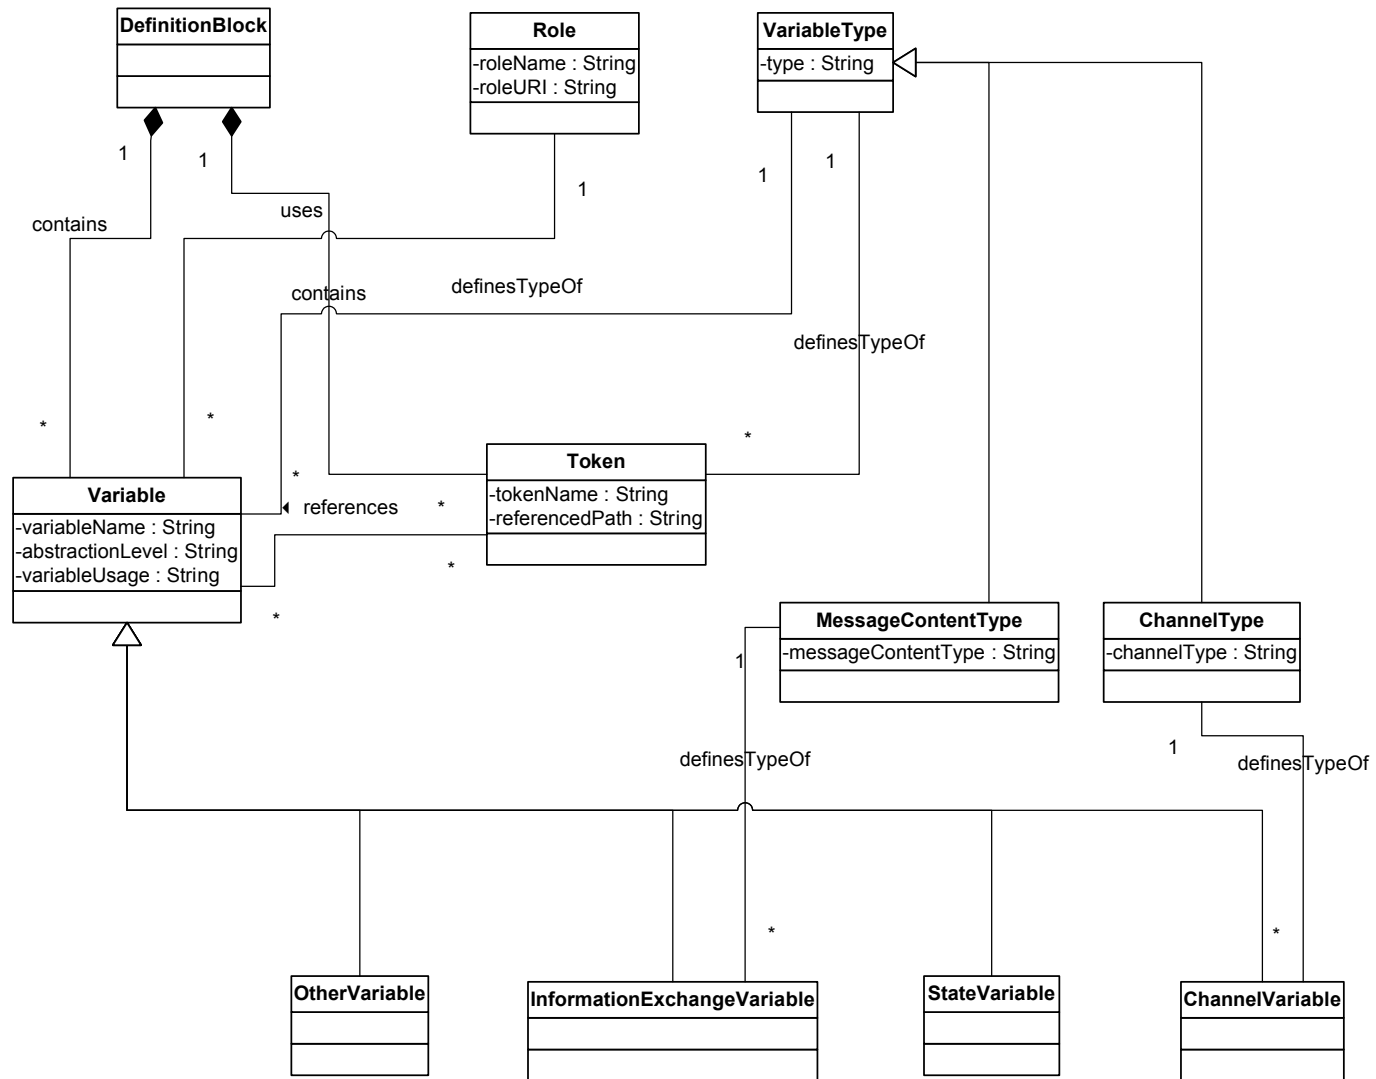 DefinitionBlock
Role
-roleName : String
-roleURI : String
VariableType
-type : String
1
1
1
1
1
contains
uses
contains
definesTypeOf
definesTypeOf
*
*
*
*
Variable
-variableName : String
-abstractionLevel : String
-variableUsage : String
references
*
*
*
Token
-tokenName : String
-referencedPath : String
MessageContentType
-messageContentType : String
ChannelType
-channelType : String
1
1
definesTypeOf
definesTypeOf
*
*
OtherVariable
InformationExchangeVariable
StateVariable
ChannelVariable